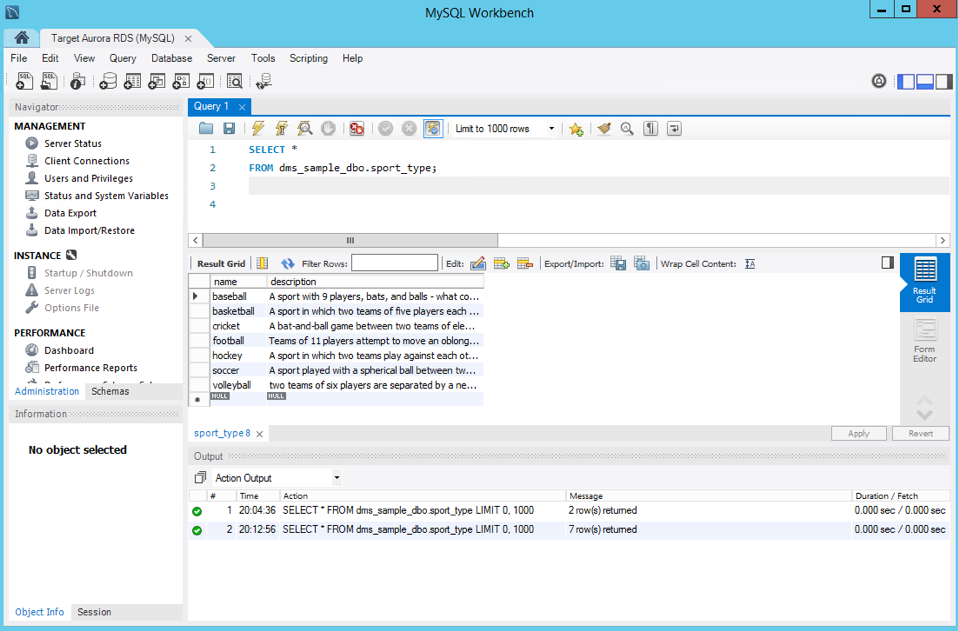 MySQL Workbench
Target Aurora RDS (MySQL) ×
File Edit View Query Database Server Tools Scripting Help
Navigator
MANAGEMENT
Server Status
Client Connections
Users and Privileges
Status and System Variables
Data Export
Data Import/Restore
INSTANCE
Startup / Shutdown
Server Logs
Options File
PERFORMANCE
Dashboard
Performance Reports
Administration Schemas
Information
No object selected
Object Info Session
Query 1 ×
Limit to 1000 rows
1 SELECT *
2 FROM dms_sample_dbo.sport_type;
3
4
Result Grid Filter Rows: Edit: Export/Import: Wrap Cell Content: IA
name description
baseball A sport with 9 players, bats, and balls - what co...
basketball A sport in which two teams of five players each ...
cricket A bat-and-ball game between two teams of ele...
football Teams of 11 players attempt to move an oblong...
hockey A sport in which two teams play against each ot...
soccer A sport played with a spherical ball between tw...
volleyball two teams of six players are separated by a ne...
NULL NULL
Result
Grid
Form
Editor
sport_type 8 × Apply Revert
Output
Action Output
# Time Action Message Duration / Fetch
1 20:04:36 SELECT * FROM dms_sample_dbo.sport_type LIMIT 0, 1000 2 row(s) returned 0.000 sec / 0.000 sec
2 20:12:56 SELECT * FROM dms_sample_dbo.sport_type LIMIT 0, 1000 7 row(s) returned 0.000 sec / 0.000 sec